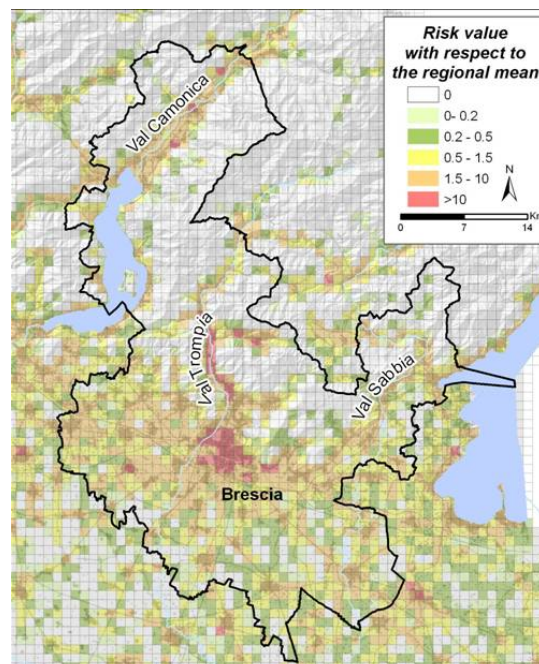 Risk value
with respect to
the regional mean
0
0- 0.2
0.2 - 0.5
0.5 - 1.5
1.5 - 10
>10
N
Km
0 7 14
Val Camonica
Val Trompia
Val Sabbia
Brescia